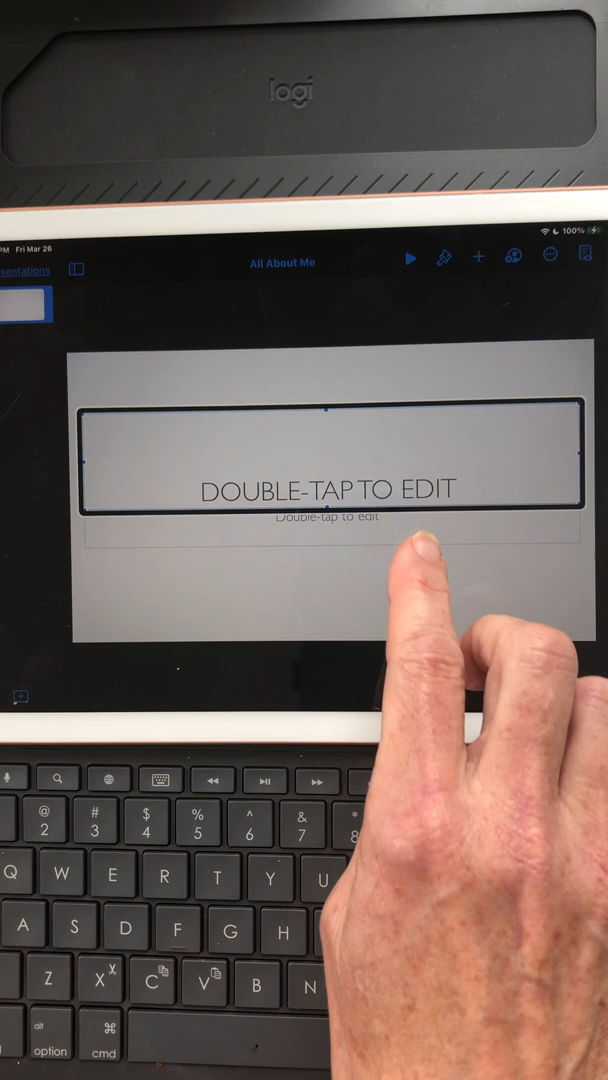 logi
PM Fri Mar 26
100%
sentations
All About Me
DOUBLE-TAP TO EDIT
Double-tap to edit
@ # $ % ^ & *
2 3 4 5 6 7 8
Q W E R T Y U
A S D F G H
Z X C V B N
alt
option cmd